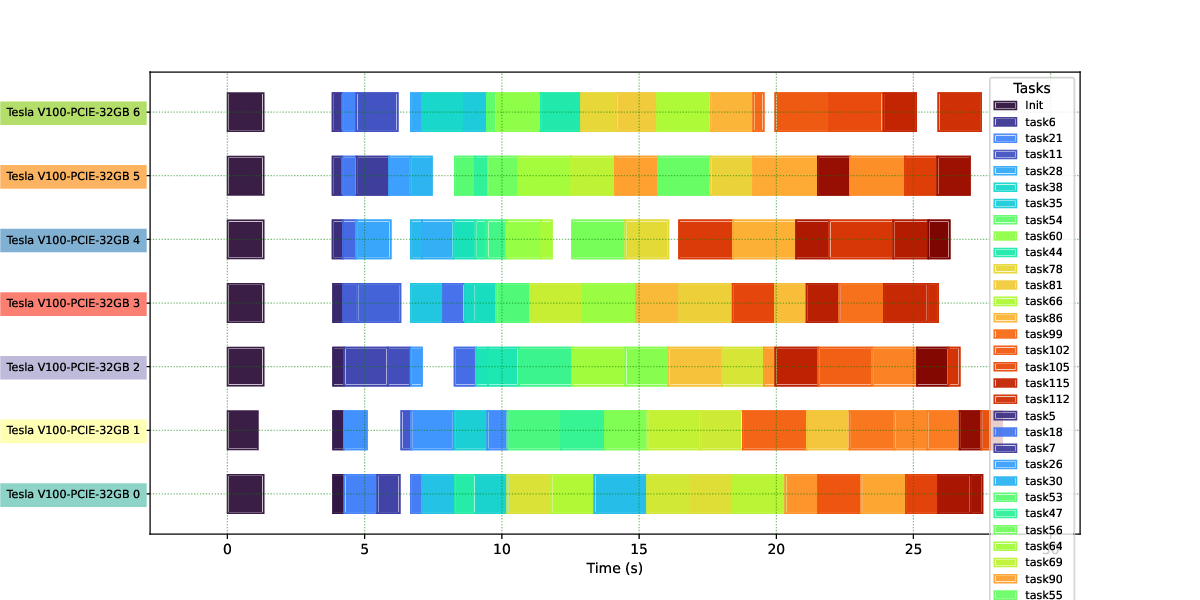 Tesla V100-PCIE-32GB 6
Tesla V100-PCIE-32GB 5
Tesla V100-PCIE-32GB 4
Tesla V100-PCIE-32GB 3
Tesla V100-PCIE-32GB 2
Tesla V100-PCIE-32GB 1
Tesla V100-PCIE-32GB 0
0 5 10 15 20 25 30
Time (s)
Tasks
Init
task6
task21
task11
task28
task38
task35
task54
task60
task44
task78
task81
task66
task86
task99
task102
task105
task115
task112
task5
task18
task7
task26
task30
task53
task47
task56
task64
task69
task90
task55